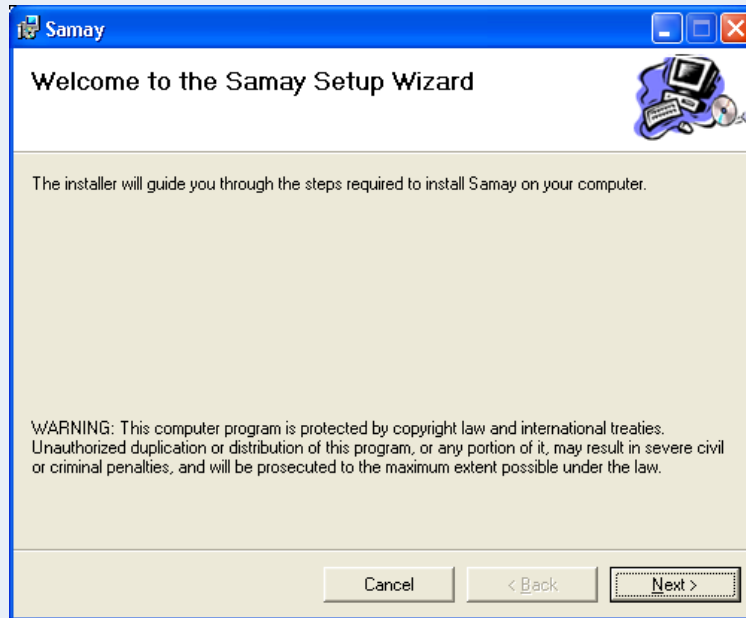 Samay
Welcome to the Samay Setup Wizard
The installer will guide you through the steps required to install Samay on your computer.
WARNING: This computer program is protected by copyright law and international treaties.
Unauthorized duplication or distribution of this program, or any portion of it, may result in severe civil
or criminal penalties, and will be prosecuted to the maximum extent possible under the law.
Cancel < Back Next >